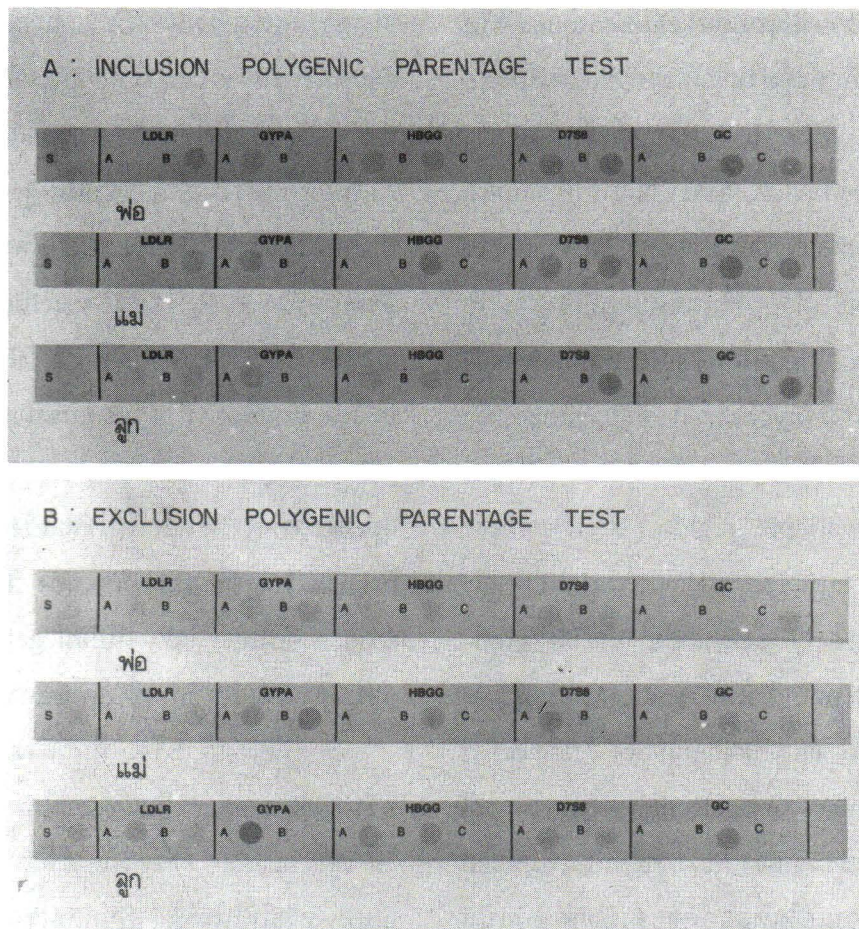 A : INCLUSION POLYGENIC PARENTAGE TEST
LDLR GYPA HBGG D7S8 GC
S A B A B A B C A B A B C
พ่อ
LDLR GYPA HBGG D7S8 GC
S A B A B A B C A B A B C
แม่
LDLR GYPA HBGG D7S8 GC
S A B A B A B C A B A B C
ลูก
B : EXCLUSION POLYGENIC PARENTAGE TEST
LDLR GYPA HBGG D7S8 GC
S A B A B A B C A B A B C
พ่อ
LDLR GYPA HBGG D7S8 GC
S A B A B A B C A B A B C
แม่
LDLR GYPA HBGG D7S8 GC
S A B A B A B C A B A B C
ลูก